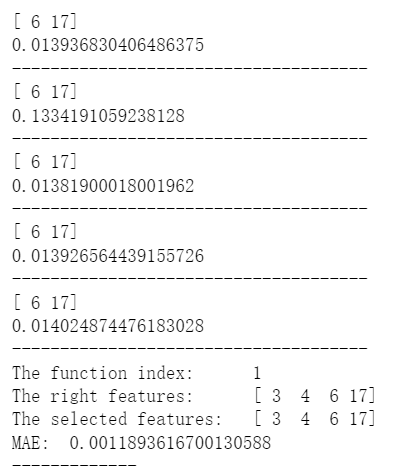 [ 6 17]
0.013936830406486375
-------------------------------------
[ 6 17]
0.1334191059238128
-------------------------------------
[ 6 17]
0.01381900018001962
-------------------------------------
[ 6 17]
0.013926564439155726
-------------------------------------
[ 6 17]
0.014024874476183028
-------------------------------------
The function index:      1
The right features:      [ 3  4  6 17]
The selected features:   [ 3  4  6 17]
MAE:  0.0011893616700130588
-------------